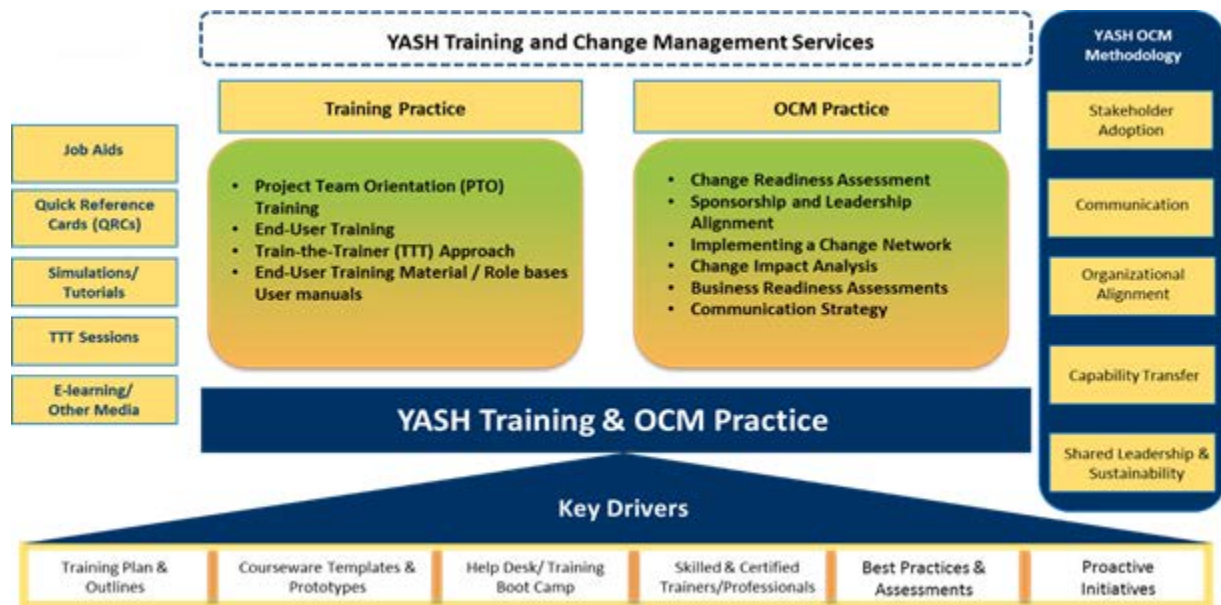 YASH Training and Change Management Services
Training Practice
OCM Practice
Job Aids
Quick Reference
Cards (QRCs)
Simulations/
Tutorials
TTT Sessions
E-learning/
Other Media
• Project Team Orientation (PTO)
Training
• End-User Training
• Train-the-Trainer (TTT) Approach
• End-User Training Material / Role bases
User manuals
• Change Readiness Assessment
• Sponsorship and Leadership
Alignment
• Implementing a Change Network
• Change Impact Analysis
• Business Readiness Assessments
• Communication Strategy
YASH OCM
Methodology
Stakeholder
Adoption
Communication
Organizational
Alignment
Capability Transfer
Shared Leadership &
Sustainability
YASH Training & OCM Practice
Key Drivers
Training Plan &
Outlines
Courseware Templates &
Prototypes
Help Desk/ Training
Boot Camp
Skilled & Certified
Trainers/Professionals
Best Practices &
Assessments
Proactive
Initiatives